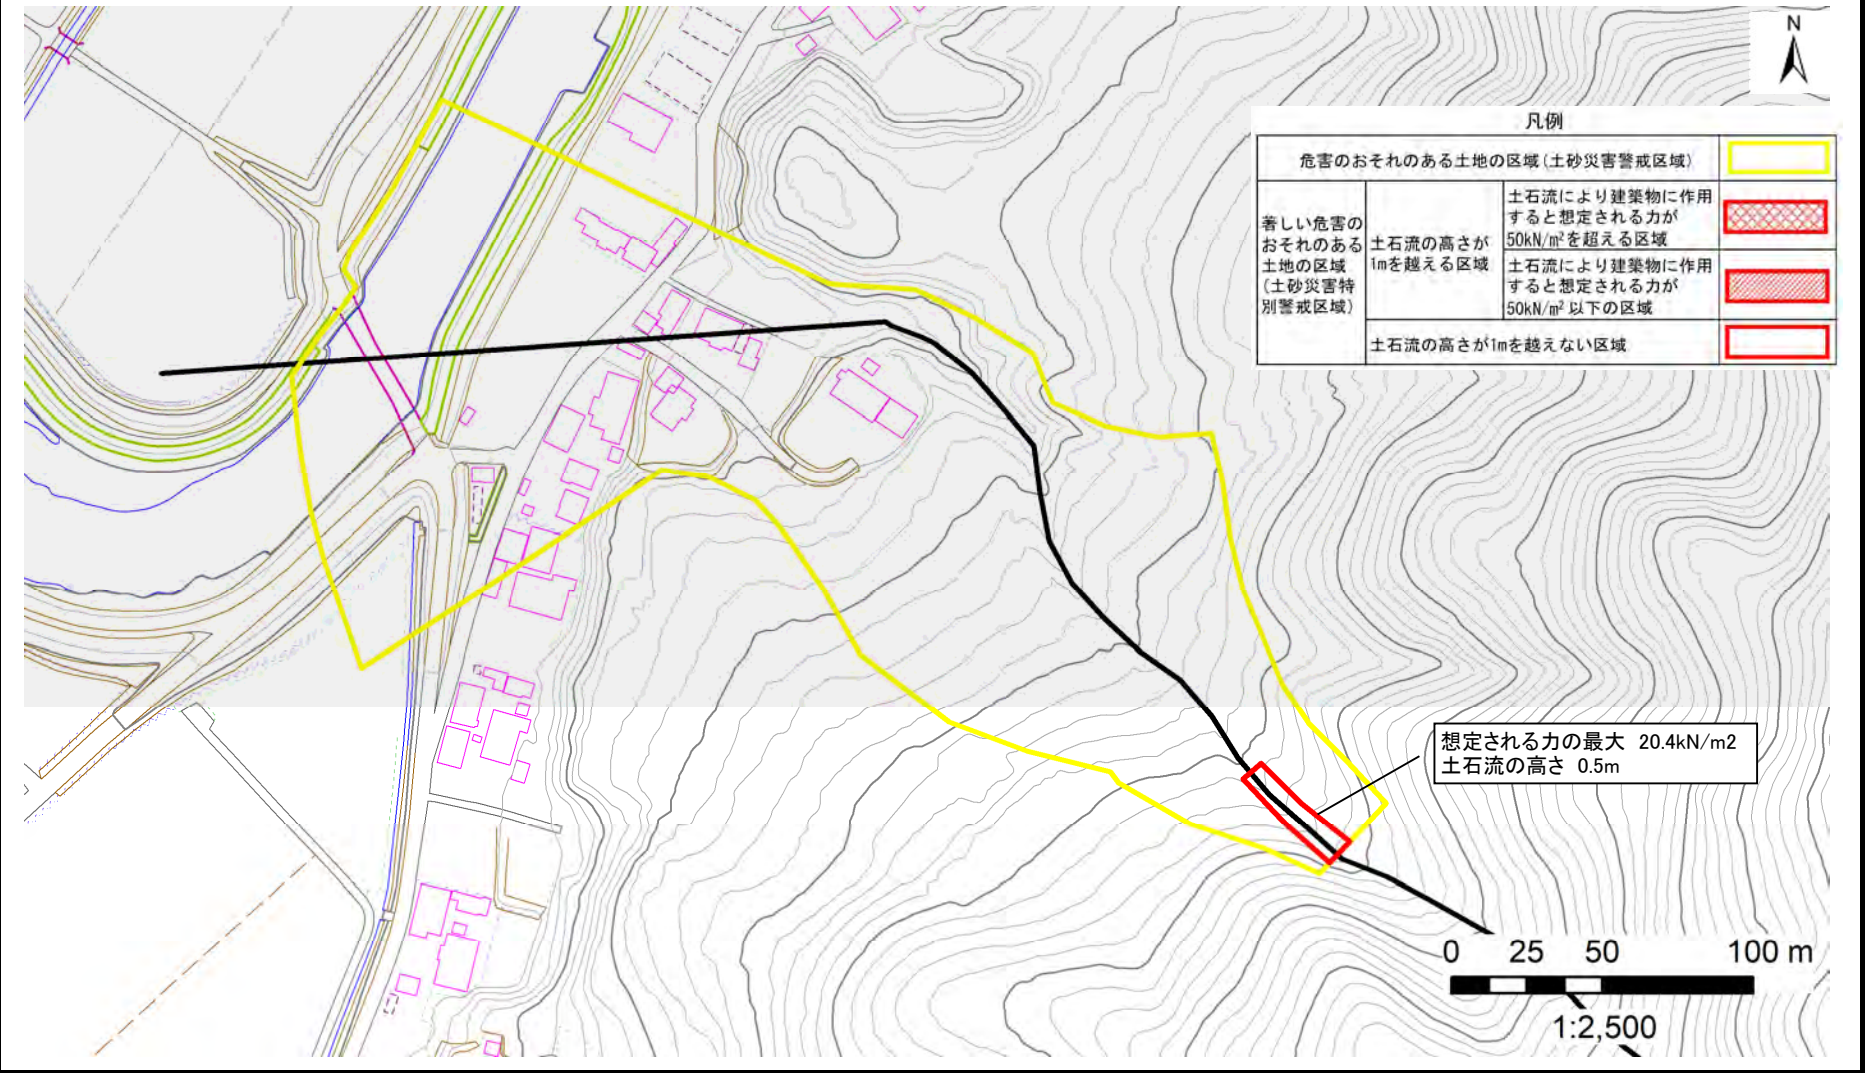 N
凡例
危害のおそれのある土地の区域(土砂災害警戒区域)
著しい危害の
おそれのある
土地の区域
(土砂災害特
別警戒区域)
土石流の高さが
1mを越える区域
土石流により建築物に作用
すると想定される力が
50kN/m²を超える区域
土石流により建築物に作用
すると想定される力が
50kN/m²以下の区域
土石流の高さが1mを越えない区域
想定される力の最大 20.4kN/m2
土石流の高さ 0.5m
0 25 50 100 m
1:2,500